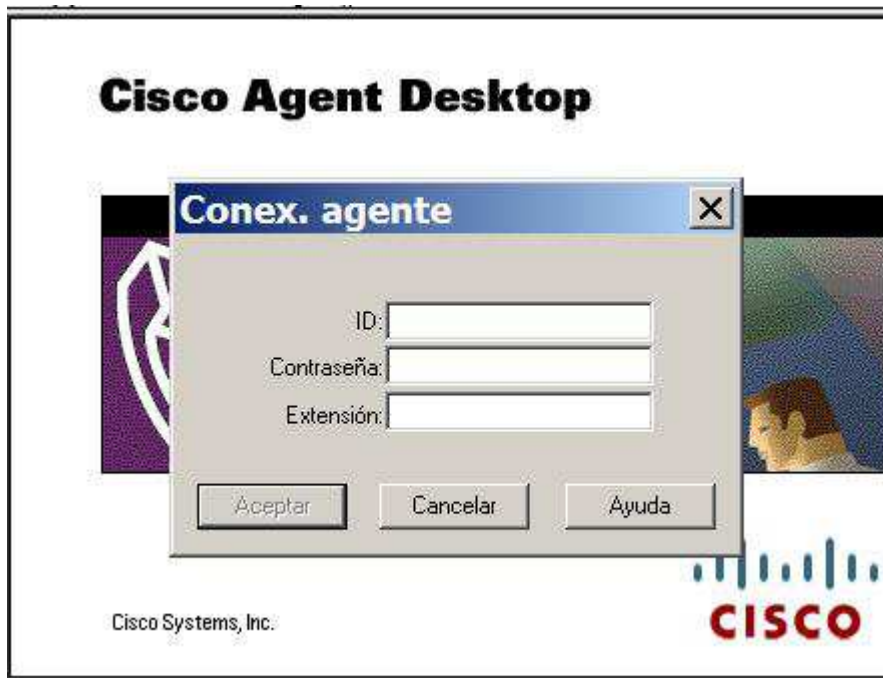 Cisco Agent Desktop
Conex. agente
ID:
Contraseña:
Extensión:
Aceptar
Cancelar
Ayuda
Cisco Systems, Inc.
CISCO